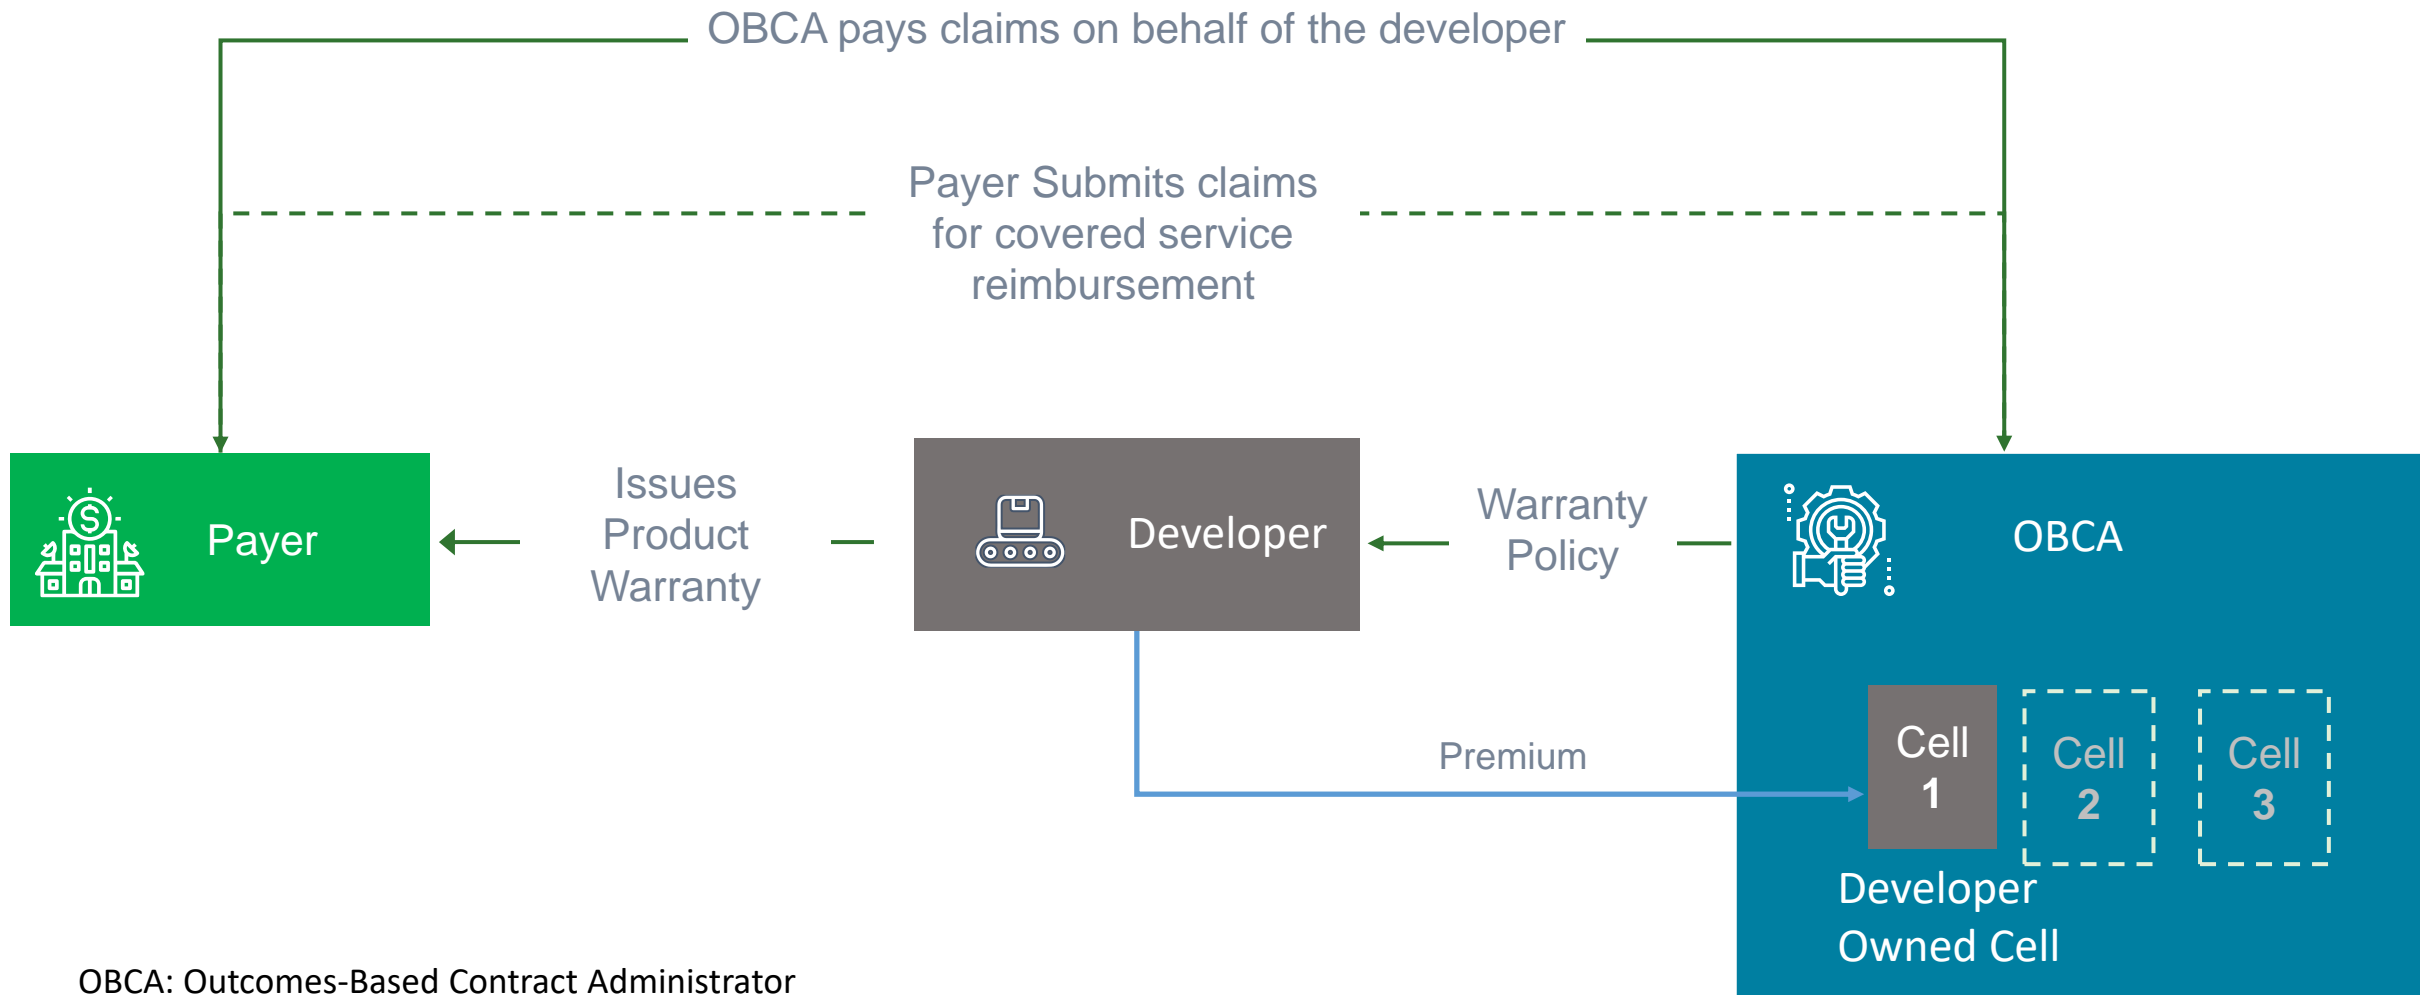 OBCA pays claims on behalf of the developer
Payer Submits claims
for covered service
reimbursement
Payer
Issues
Product
Warranty
Developer
Warranty
Policy
OBCA
Premium
Cell
1
Cell
2
Cell
3
Developer
Owned Cell
OBCA: Outcomes-Based Contract Administrator